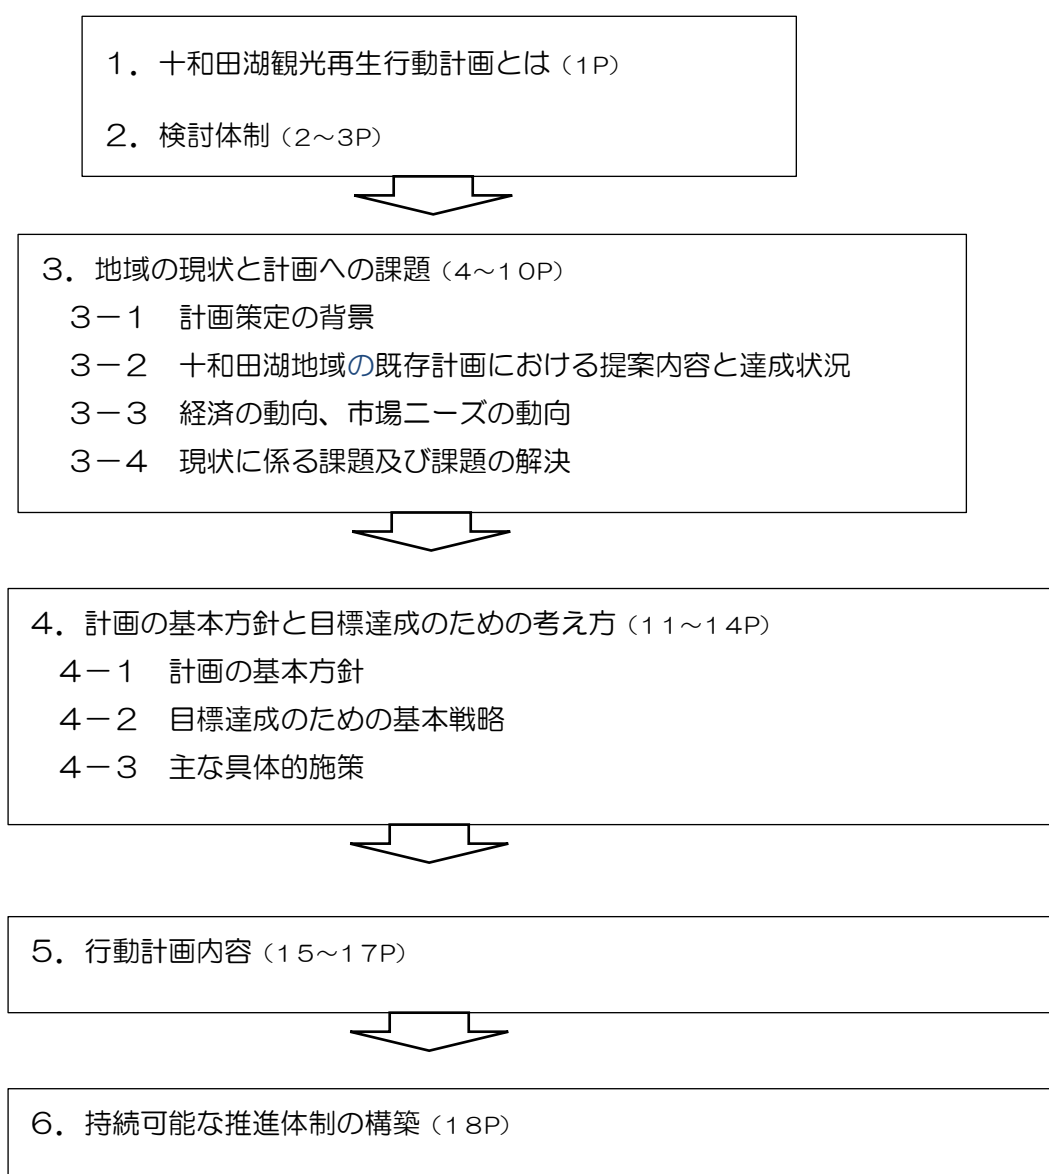 １．十和田湖観光再生行動計画とは（１P）
２．検討体制（２～３P）
３．地域の現状と計画への課題（４～１０P）
３－１　計画策定の背景
３－２　十和田湖地域の既存計画における提案内容と達成状況
３－３　経済の動向、市場ニーズの動向
３－４　現状に係る課題及び課題の解決
４．計画の基本方針と目標達成のための考え方（１１～１４P）
４－１　計画の基本方針
４－２　目標達成のための基本戦略
４－３　主な具体的施策
５．行動計画内容（１５～１７P）
６．持続可能な推進体制の構築（１８P）